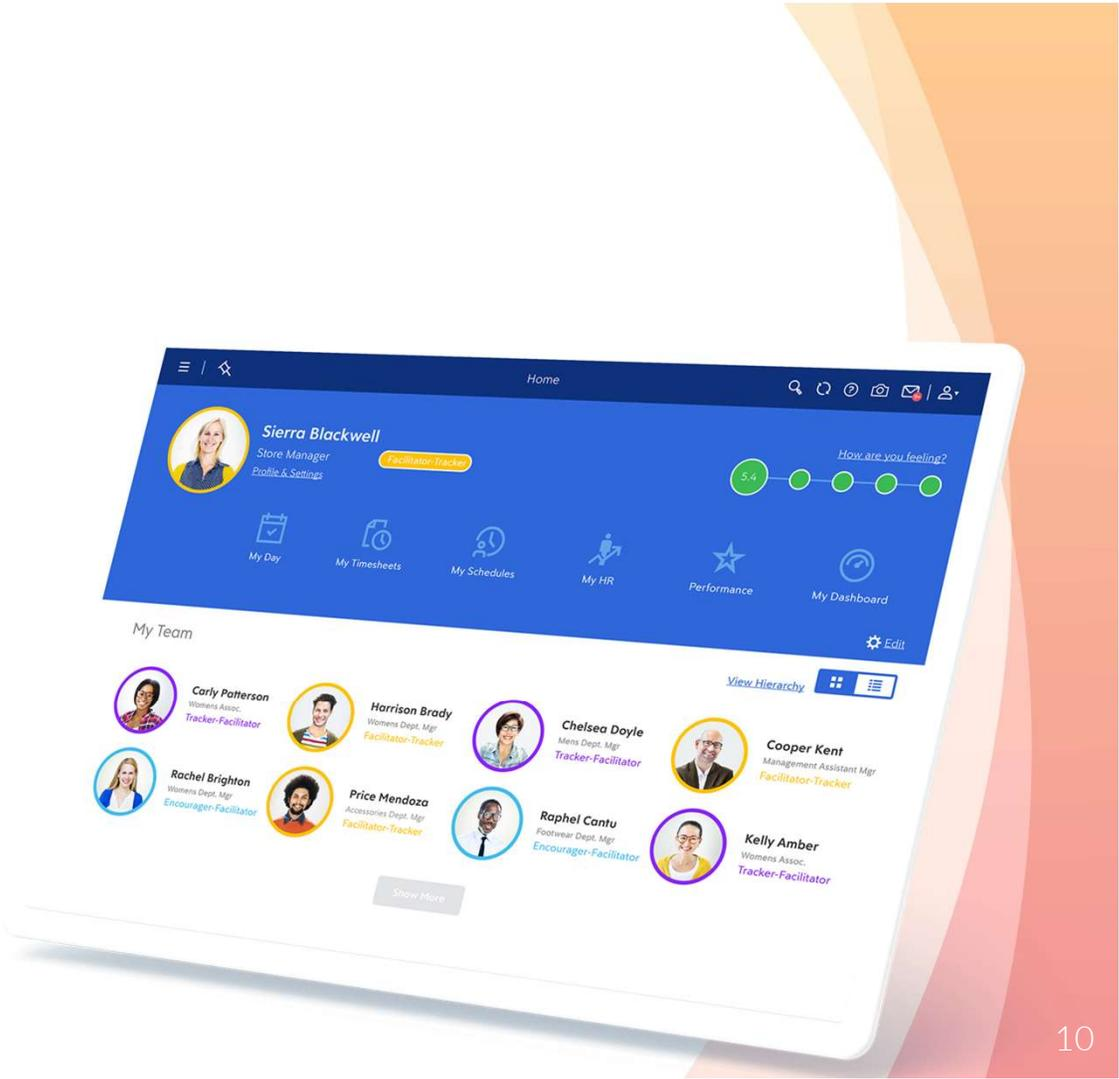 Home
Sierra Blackwell
Store Manager
Facilitator-Tracker
Profile & Settings
How are you feeling?
5.4
My Day
My Timesheets
My Schedules
My HR
Performance
My Dashboard
Edit
My Team
View Hierarchy
Carly Patterson
Womens Assoc.
Tracker-Facilitator
Harrison Brady
Womens Dept. Mgr
Facilitator-Tracker
Chelsea Doyle
Mens Dept. Mgr
Tracker-Facilitator
Cooper Kent
Management Assistant Mgr
Facilitator-Tracker
Rachel Brighton
Womens Dept. Mgr
Encourager-Facilitator
Price Mendoza
Accessories Dept. Mgr
Facilitator-Tracker
Raphel Cantu
Footwear Dept. Mgr
Encourager-Facilitator
Kelly Amber
Womens Assoc.
Tracker-Facilitator
Show More
10